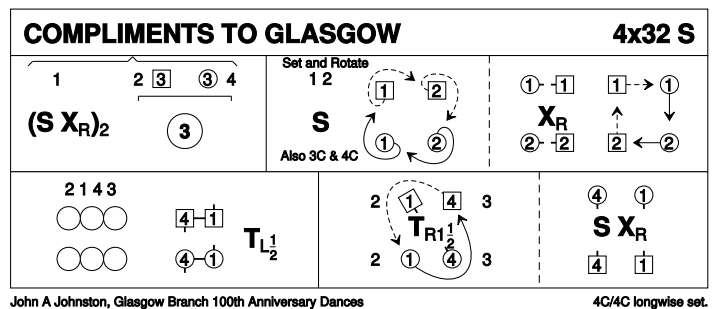 COMPLIMENTS TO GLASGOW 4x32 S
1 2 3 3 4
(S XR)2 3
Set and Rotate
1 2 1 2
S
1 2
Also 3C & 4C
1 1 1 1
XR
2 2 2 2
2 1 4 3
4 1
TL½
4 1
2 1 4 3
TR1½
2 1 4 3
4 1
S XR
4 1
John A Johnston, Glasgow Branch 100th Anniversary Dances 4C/4C longwise set.